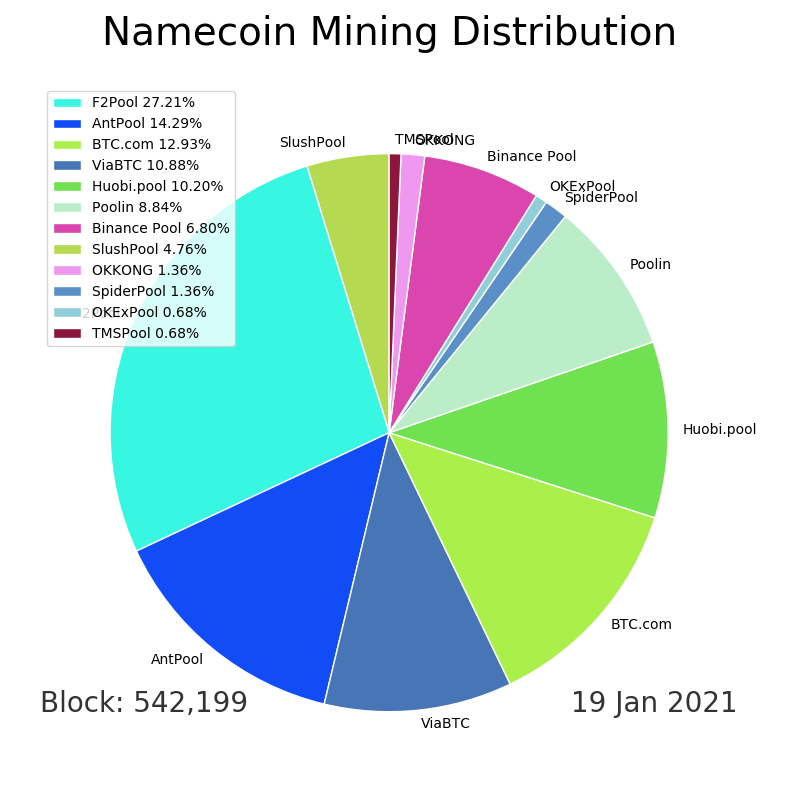 Namecoin Mining Distribution
F2Pool 27.21%
AntPool 14.29%
BTC.com 12.93%
ViaBTC 10.88%
Huobi.pool 10.20%
Poolin 8.84%
Binance Pool 6.80%
SlushPool 4.76%
OKKONG 1.36%
SpiderPool 1.36%
OKExPool 0.68%
TMSPool 0.68%
SlushPool
TMSPool
OKKONG
Binance Pool
OKExPool
SpiderPool
Poolin
Huobi.pool
BTC.com
ViaBTC
AntPool
Block: 542,199
19 Jan 2021